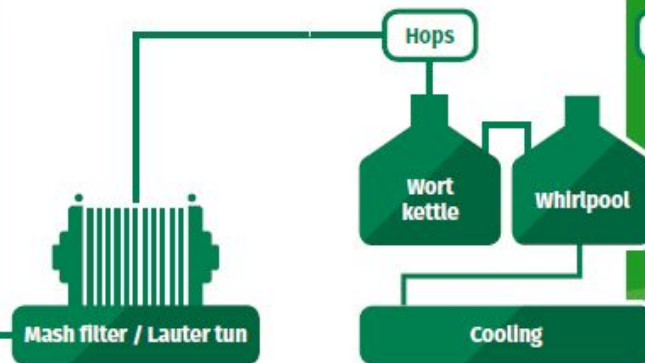 Hops
Wort
kettle
Whirlpool
Mash filter / Lauter tun
Cooling